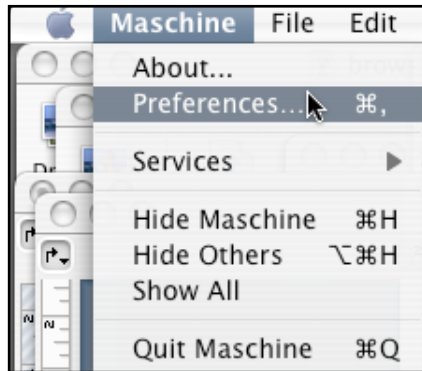 Maschine File Edit
About...
Preferences... ⌘,
Services
Hide Maschine ⌘H
Hide Others ⌥⌘H
Show All
Quit Maschine ⌘Q